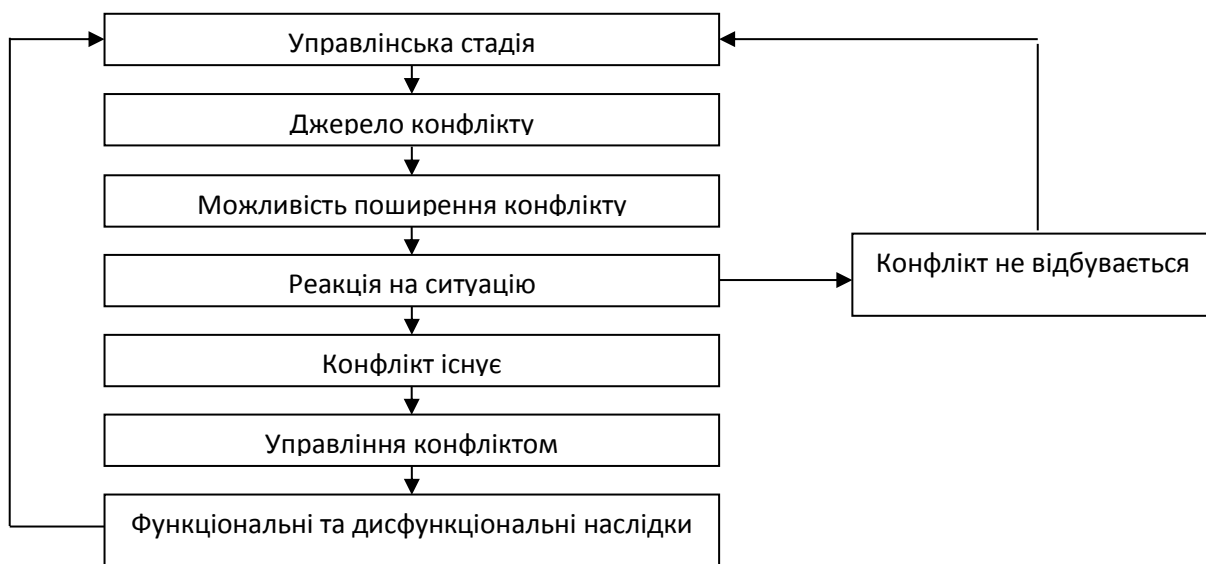 Управлінська стадія
Джерело конфлікту
Можливість поширення конфлікту
Реакція на ситуацію
Конфлікт не відбувається
Конфлікт існує
Управління конфліктом
Функціональні та дисфункціональні наслідки